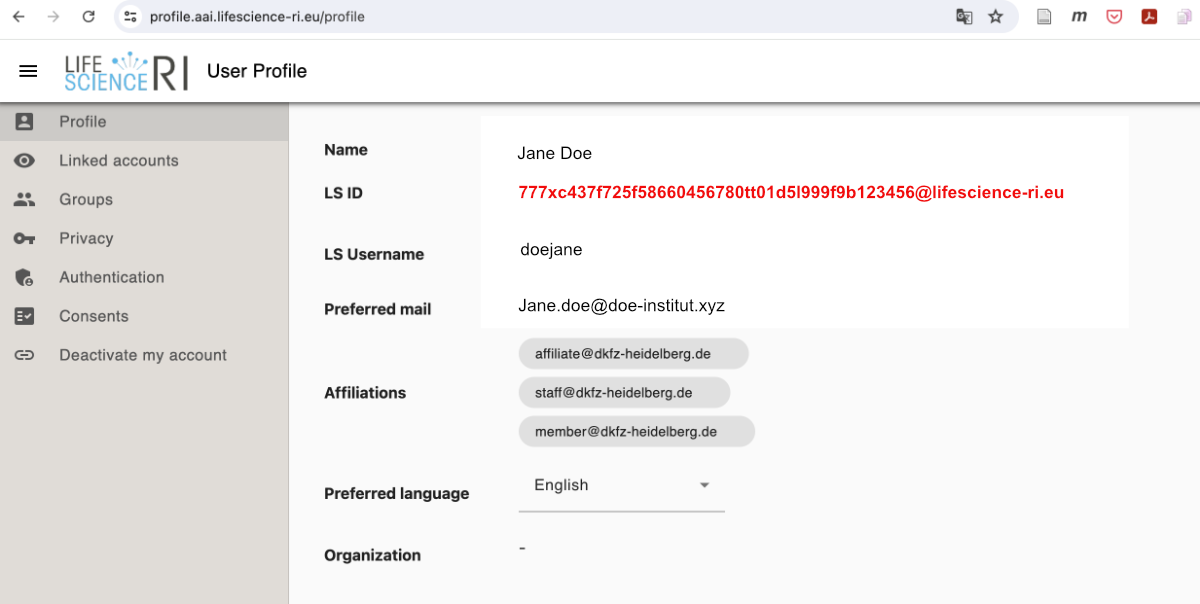 profile.aai.lifescience-ri.eu/profile
LIFE SCIENCE RI User Profile
Profile
Linked accounts
Groups
Privacy
Authentication
Consents
Deactivate my account
Name Jane Doe
LS ID 777xc437f725f58660456780tt01d5l999f9b123456@lifescience-ri.eu
LS Username doejane
Preferred mail Jane.doe@doe-institut.xyz
Affiliations
affiliate@dkfz-heidelberg.de
staff@dkfz-heidelberg.de
member@dkfz-heidelberg.de
Preferred language English
Organization -